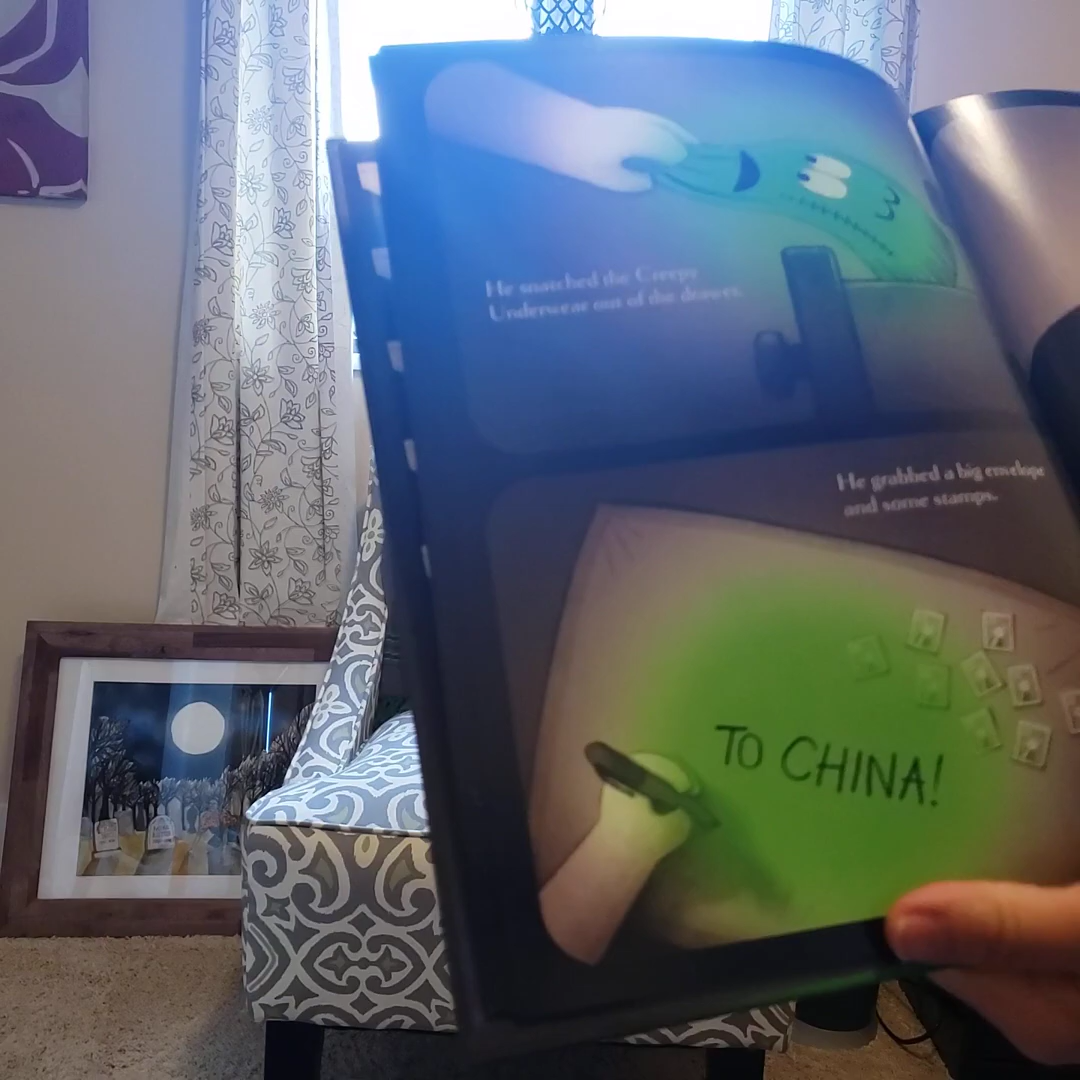 He snatched the Creepy
Underwear out of the drawer.
He grabbed a big envelope
and some stamps.
TO CHINA!